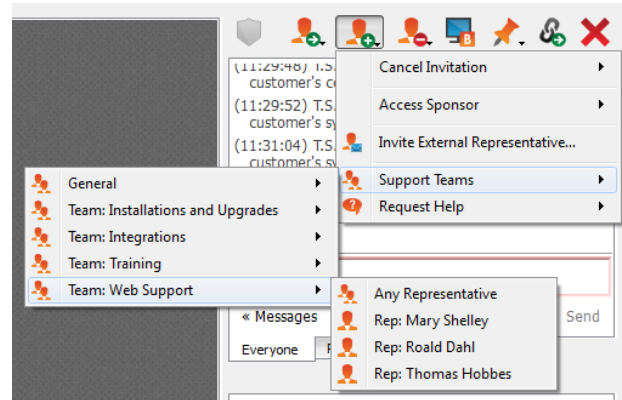 B
(11:29:48) T.S.
customer's
Cancel Invitation
(11:29:52) T.S.
customer's sy
Access Sponsor
(11:31:04) T.S.
customer's sy
Invite External Representative...
Support Teams
Request Help
General
Team: Installations and Upgrades
Team: Integrations
Team: Training
Team: Web Support
Any Representative
Rep: Mary Shelley
Rep: Roald Dahl
Rep: Thomas Hobbes
« Messages
Send
Everyone